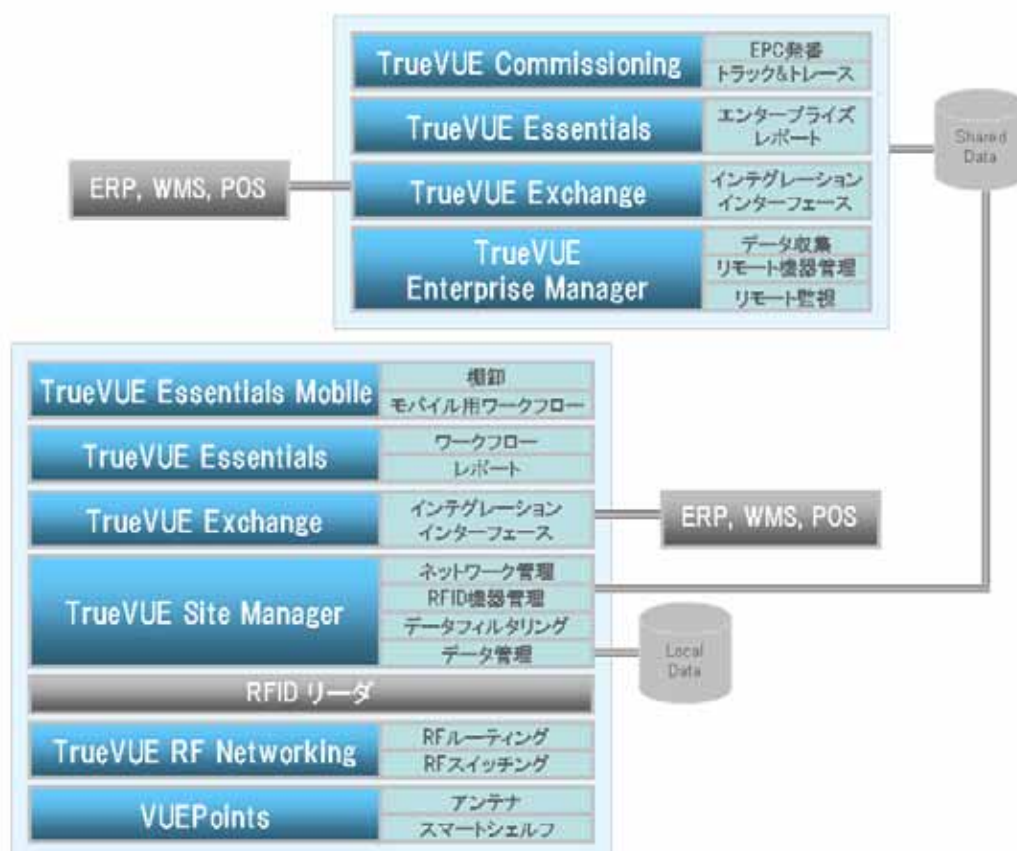 TrueVUE Commissioning
EPC発番
トラック&トレース
TrueVUE Essentials
エンタープライズ
レポート
Shared
Data
ERP, WMS, POS
TrueVUE Exchange
インテグレーション
インターフェース
TrueVUE
Enterprise Manager
データ収集
リモート機器管理
リモート監視
TrueVUE Essentials Mobile
棚卸
モバイル用ワークフロー
TrueVUE Essentials
ワークフロー
レポート
TrueVUE Exchange
インテグレーション
インターフェース
ERP, WMS, POS
TrueVUE Site Manager
ネットワーク管理
RFID機器管理
データフィルタリング
データ管理
Local
Data
RFID リーダ
TrueVUE RF Networking
RFルーティング
RFスイッチング
VUEPoints
アンテナ
スマートシェルフ